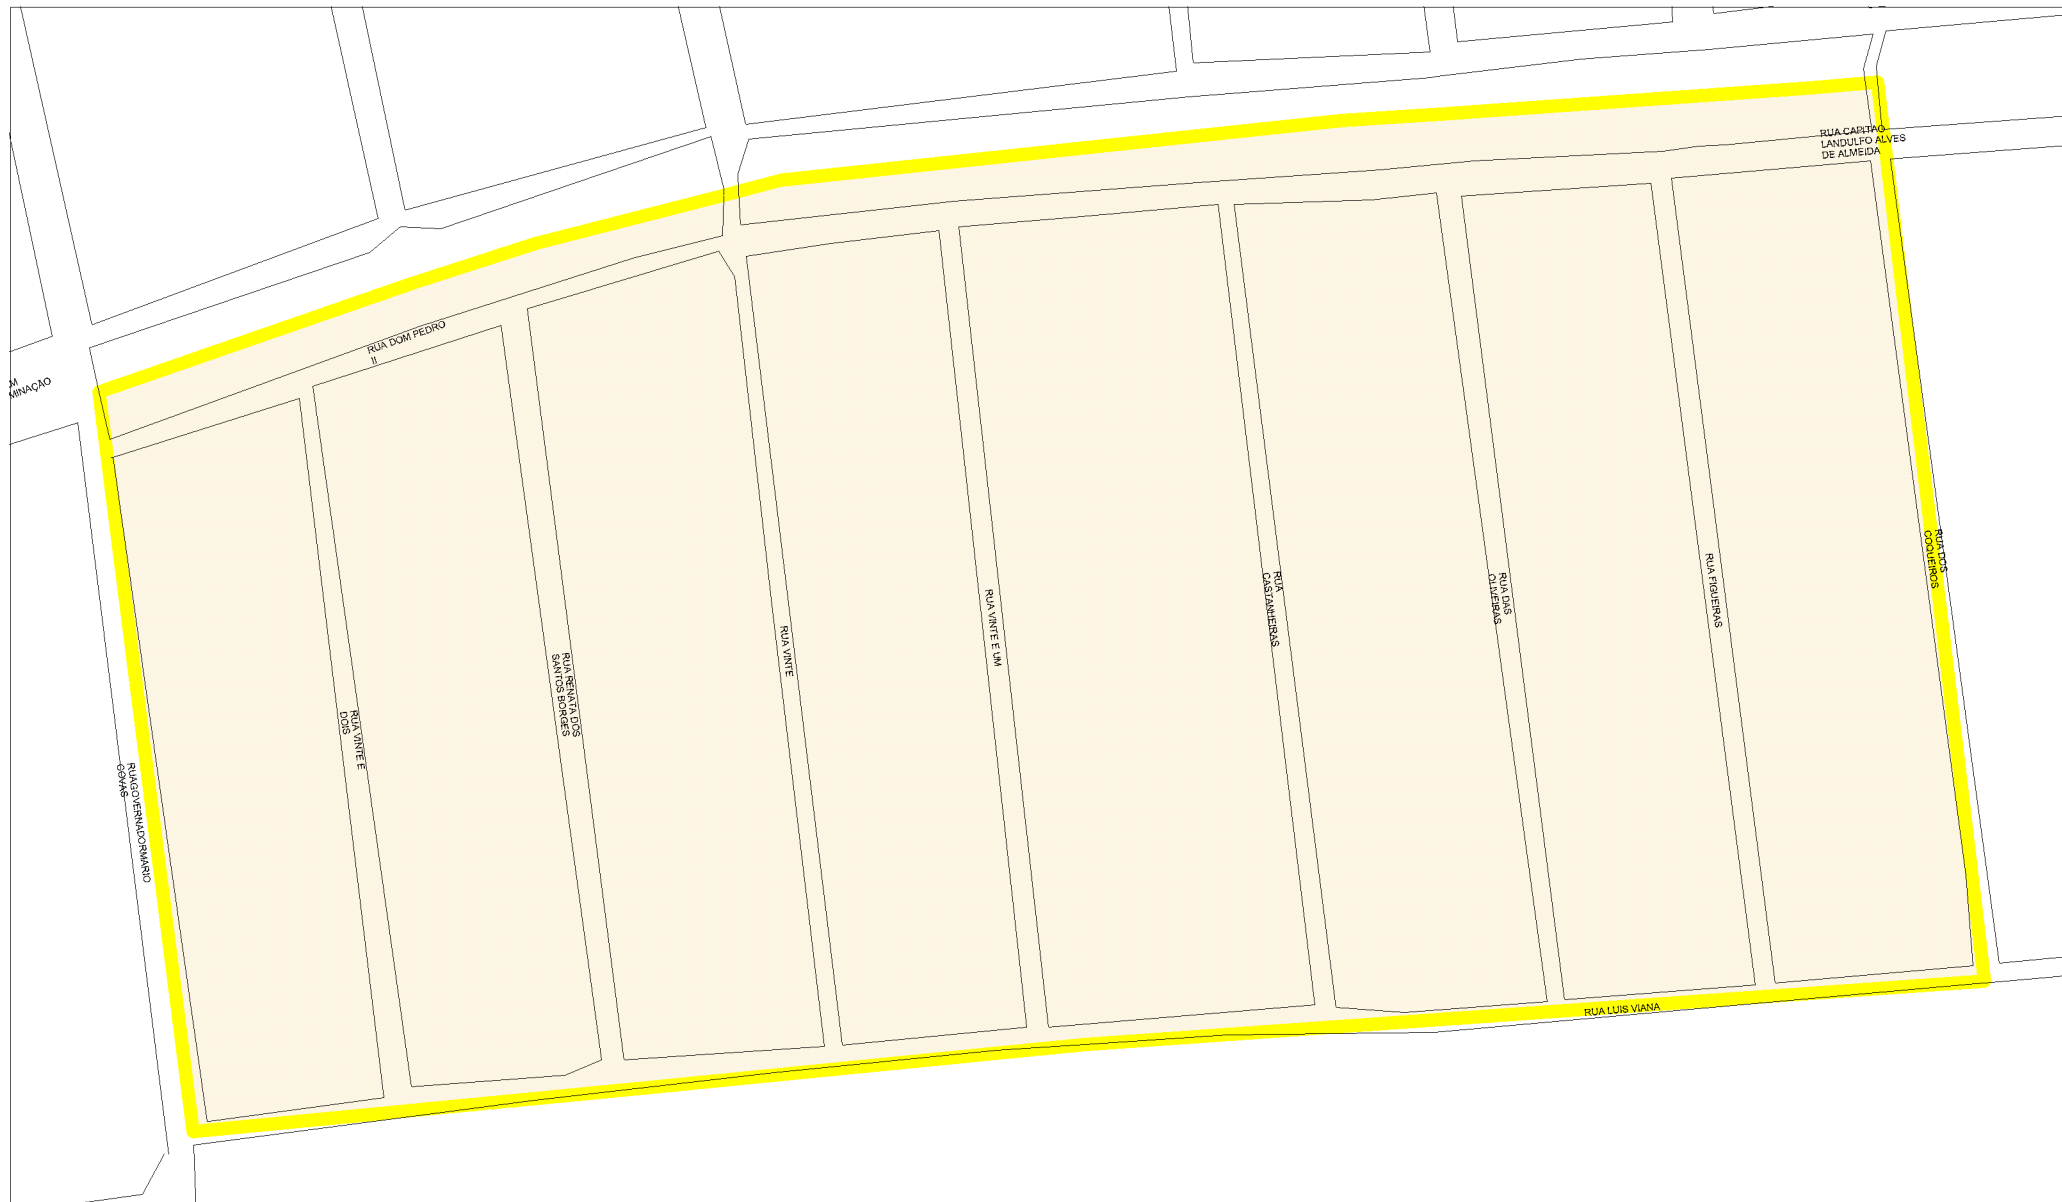 RUA CAPITAO
LANDULFO ALVES
DE ALMEIDA
RUA DOM PEDRO
II
MINAÇÃO
RUA DOS
COQUEIROS
RUA FIGUEIRAS
RUA DAS
OLIVEIRAS
RUA
CASTANHEIRAS
RUA VINTE E UM
RUA VINTE
RUA RENATA DOS
SANTOS BORGES
RUA VINTE E
DOIS
RUAGOVERNADORMARIO
COVAS
RUA LUIS VIANA